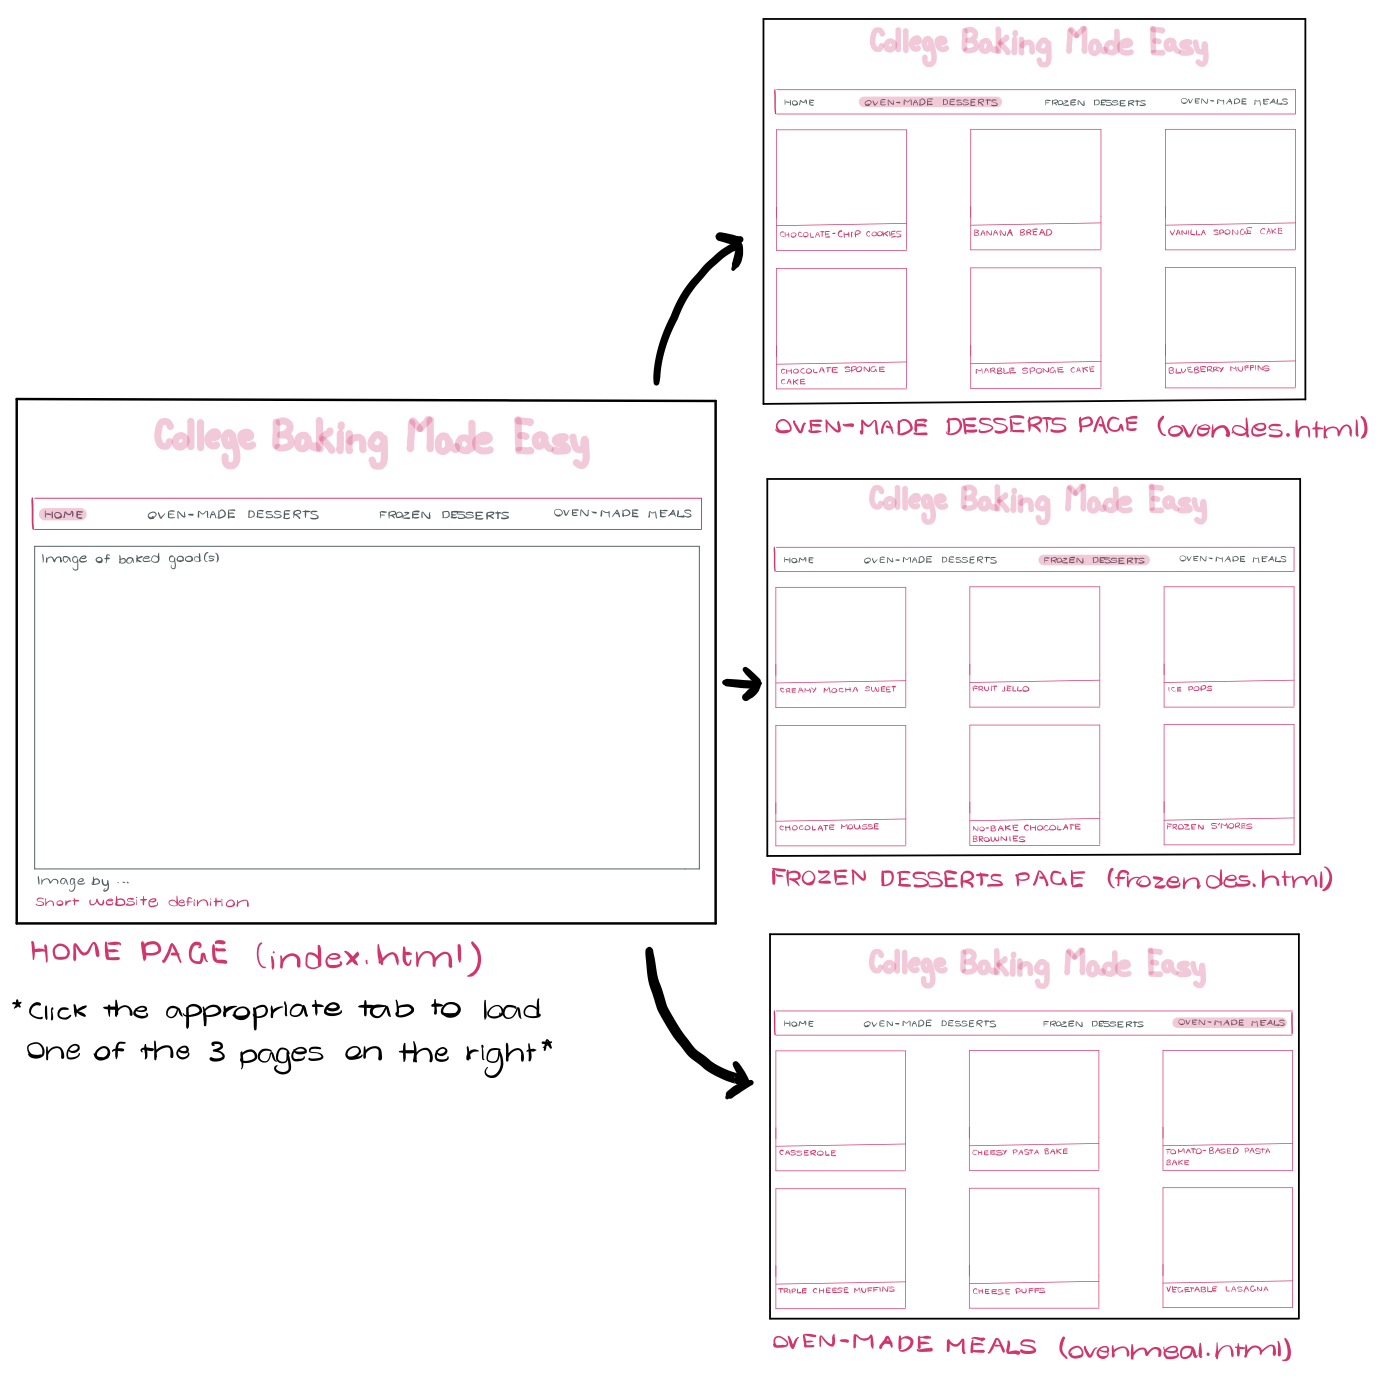 College Baking Made Easy
HOME OVEN-MADE DESSERTS FROZEN DESSERTS OVEN-MADE MEALS
Image of baked good(s)
Image by ...
Short website definition
HOME PAGE (index.html)
*Click the appropriate tab to load
One of the 3 pages on the right*
College Baking Made Easy
HOME OVEN-MADE DESSERTS FROZEN DESSERTS OVEN-MADE MEALS
CHOCOLATE-CHIP COOKIES
BANANA BREAD
VANILLA SPONGE CAKE
CHOCOLATE SPONGE
CAKE
MARBLE SPONGE CAKE
BLUEBERRY MUFFINS
OVEN-MADE DESSERTS PAGE (ovendes.html)
College Baking Made Easy
HOME OVEN-MADE DESSERTS FROZEN DESSERTS OVEN-MADE MEALS
CREAMY MOCHA SWEET
FRUIT JELLO
ICE POPS
CHOCOLATE MOUSSE
NO-BAKE CHOCOLATE
BROWNIES
FROZEN S'MORES
FROZEN DESSERTS PAGE (frozendes.html)
College Baking Made Easy
HOME OVEN-MADE DESSERTS FROZEN DESSERTS OVEN-MADE MEALS
CASSEROLE
CHEESY PASTA BAKE
TOMATO-BASED PASTA
BAKE
TRIPLE CHEESE MUFFINS
CHEESE PUFFS
VEGETABLE LASAGNA
OVEN-MADE MEALS (ovenmeal.html)